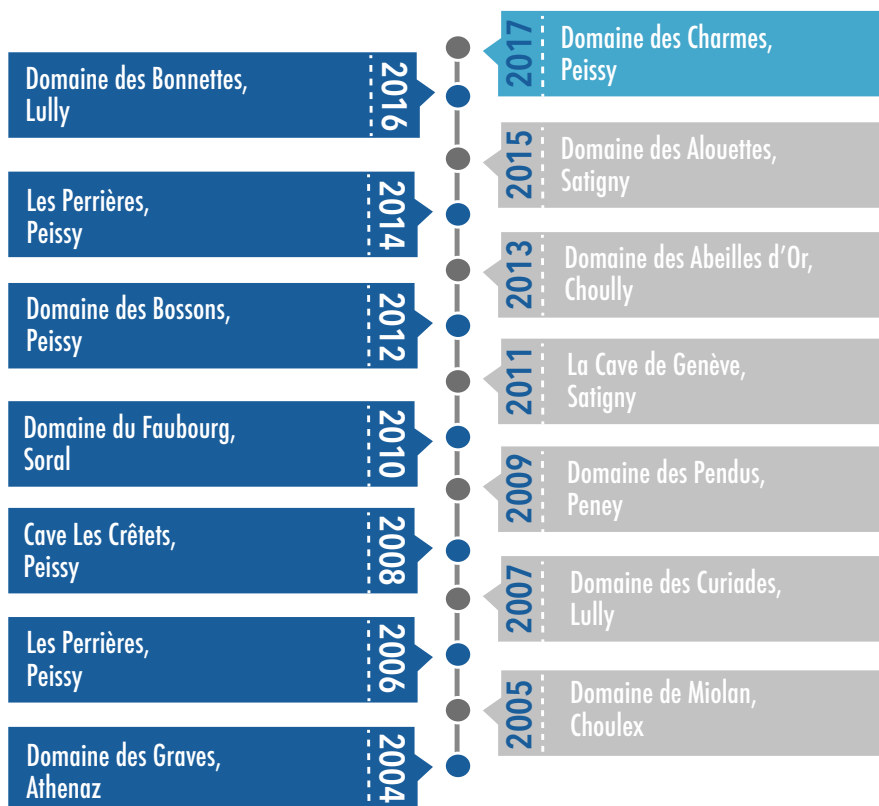 2017
Domaine des Charmes,
Peissy
Domaine des Bonnettes,
Lully
2016
2015
Domaine des Alouettes,
Satigny
Les Perrières,
Peissy
2014
2013
Domaine des Abeilles d'Or,
Choully
Domaine des Bossons,
Peissy
2012
2011
La Cave de Genève,
Satigny
Domaine du Faubourg,
Soral
2010
2009
Domaine des Pendus,
Peney
Cave Les Crêtets,
Peissy
2008
2007
Domaine des Curiades,
Lully
Les Perrières,
Peissy
2006
2005
Domaine de Miolan,
Choulex
Domaine des Graves,
Athenaz
2004